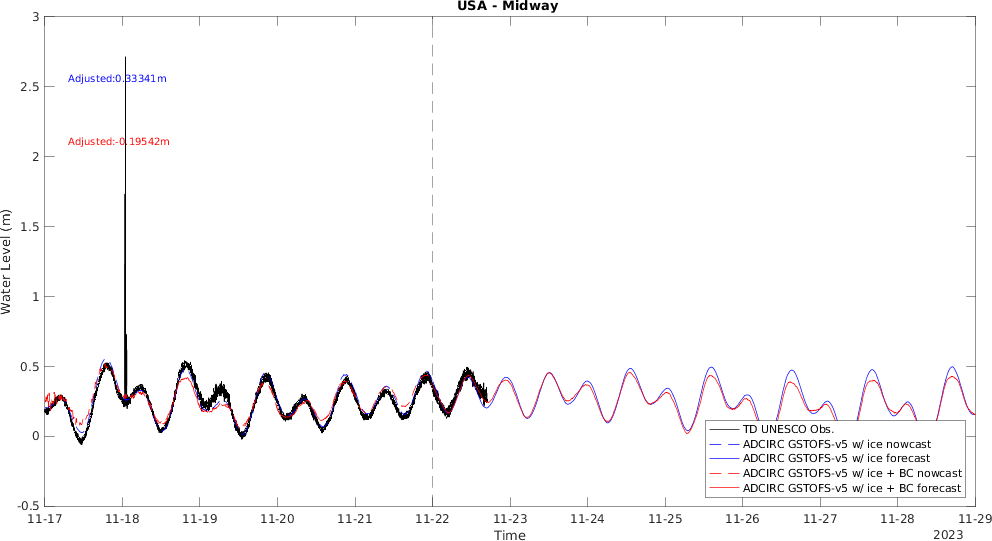 USA - Midway
Water Level (m)
3
2.5
2
1.5
1
0.5
0
-0.5
Adjusted:0.33341m
Adjusted:-0.19542m
TD UNESCO Obs.
ADCIRC GSTOFS-v5 w/ ice nowcast
ADCIRC GSTOFS-v5 w/ ice forecast
ADCIRC GSTOFS-v5 w/ ice + BC nowcast
ADCIRC GSTOFS-v5 w/ ice + BC forecast
11-17 11-18 11-19 11-20 11-21 11-22 11-23 11-24 11-25 11-26 11-27 11-28 11-29
Time
2023